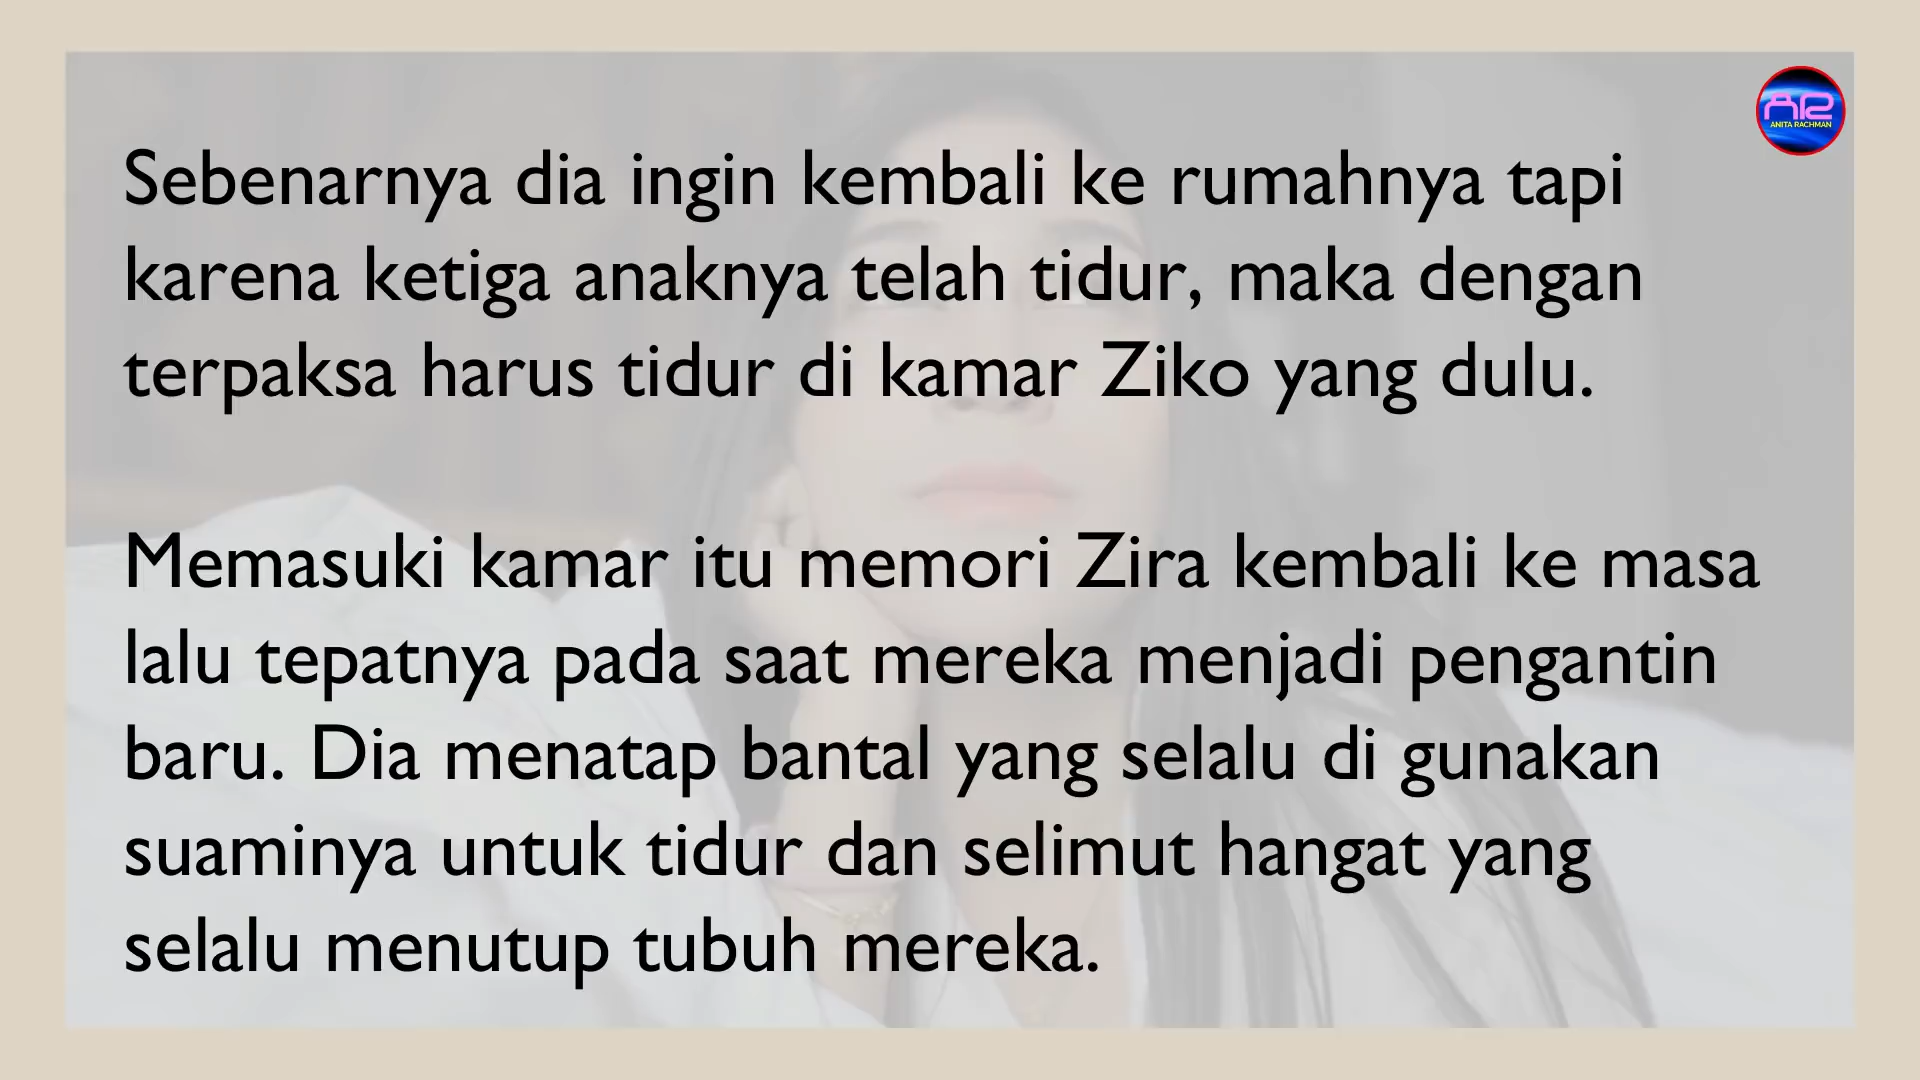 AR
ANITA RACHMAN
Sebenarnya dia ingin kembali ke rumahnya tapi
karena ketiga anaknya telah tidur, maka dengan
terpaksa harus tidur di kamar Ziko yang dulu.
Memasuki kamar itu memori Zira kembali ke masa
lalu tepatnya pada saat mereka menjadi pengantin
baru. Dia menatap bantal yang selalu di gunakan
suaminya untuk tidur dan selimut hangat yang
selalu menutup tubuh mereka.